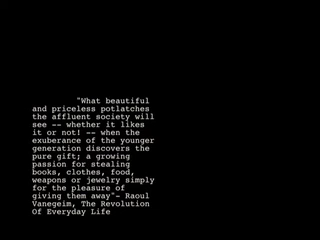 "What beautiful
and priceless potlatches
the affluent society will
see -- whether it likes
it or not! -- when the
exuberance of the younger
generation discovers the
pure gift; a growing
passion for stealing
books, clothes, food,
weapons or jewelry simply
for the pleasure of
giving them away"- Raoul
Vanegeim, The Revolution
Of Everyday Life